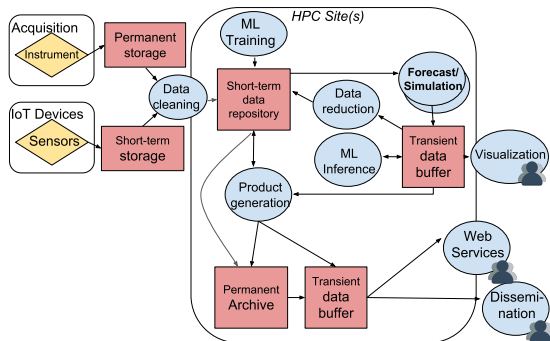 HPC Site(s)
Acquisition
Instrument
Permanent
storage
ML
Training
Data
cleaning
Short-term
data
repository
Forecast/
Simulation
Data
reduction
IoT Devices
Sensors
Short-term
storage
ML
Inference
Transient
data
buffer
Visualization
Product
generation
Web
Services
Permanent
Archive
Transient
data
buffer
Dissemi-
nation